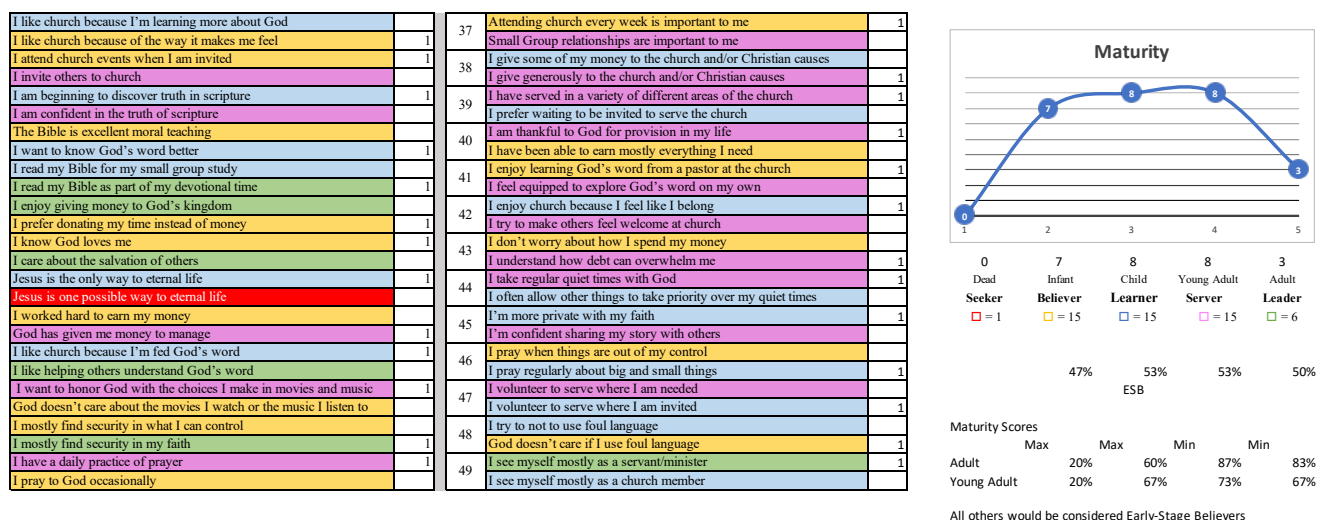 I like church because I'm learning more about God
I like church because of the way it makes me feel 1
I attend church events when I am invited 1
I invite others to church
I am beginning to discover truth in scripture 1
I am confident in the truth of scripture
The Bible is excellent moral teaching
I want to know God's word better 1
I read my Bible for my small group study
I read my Bible as part of my devotional time 1
I enjoy giving money to God's kingdom
I prefer donating my time instead of money 1
I know God loves me 1
I care about the salvation of others
Jesus is the only way to eternal life 1
Jesus is one possible way to eternal life
I worked hard to earn my money
God has given me money to manage 1
I like church because I'm fed God's word 1
I like helping others understand God's word
I want to honor God with the choices I make in movies and music 1
God doesn't care about the movies I watch or the music I listen to
I mostly find security in what I can control
I mostly find security in my faith 1
I have a daily practice of prayer 1
I pray to God occasionally
37
Attending church every week is important to me 1
Small Group relationships are important to me
38
I give some of my money to the church and/or Christian causes
I give generously to the church and/or Christian causes 1
39
I have served in a variety of different areas of the church 1
I prefer waiting to be invited to serve the church
40
I am thankful to God for provision in my life 1
I have been able to earn mostly everything I need
41
I enjoy learning God's word from a pastor at the church 1
I feel equipped to explore God's word on my own
42
I enjoy church because I feel like I belong 1
I try to make others feel welcome at church
43
I don't worry about how I spend my money
I understand how debt can overwhelm me 1
44
I take regular quiet times with God 1
I often allow other things to take priority over my quiet times
45
I'm more private with my faith 1
I'm confident sharing my story with others
46
I pray when things are out of my control
I pray regularly about big and small things 1
47
I volunteer to serve where I am needed
I volunteer to serve where I am invited 1
48
I try to not to use foul language
God doesn't care if I use foul language 1
49
I see myself mostly as a servant/minister 1
I see myself mostly as a church member
Maturity
0 7 8 8 3
1 2 3 4 5
0 7 8 8 3
Dead Infant Child Young Adult Adult
Seeker Believer Learner Server Leader
= 1 = 15 = 15 = 15 = 6
47% 53% 53% 50%
ESB
Maturity Scores
Max Max Min Min
Adult 20% 60% 87% 83%
Young Adult 20% 67% 73% 67%
All others would be considered Early-Stage Believers